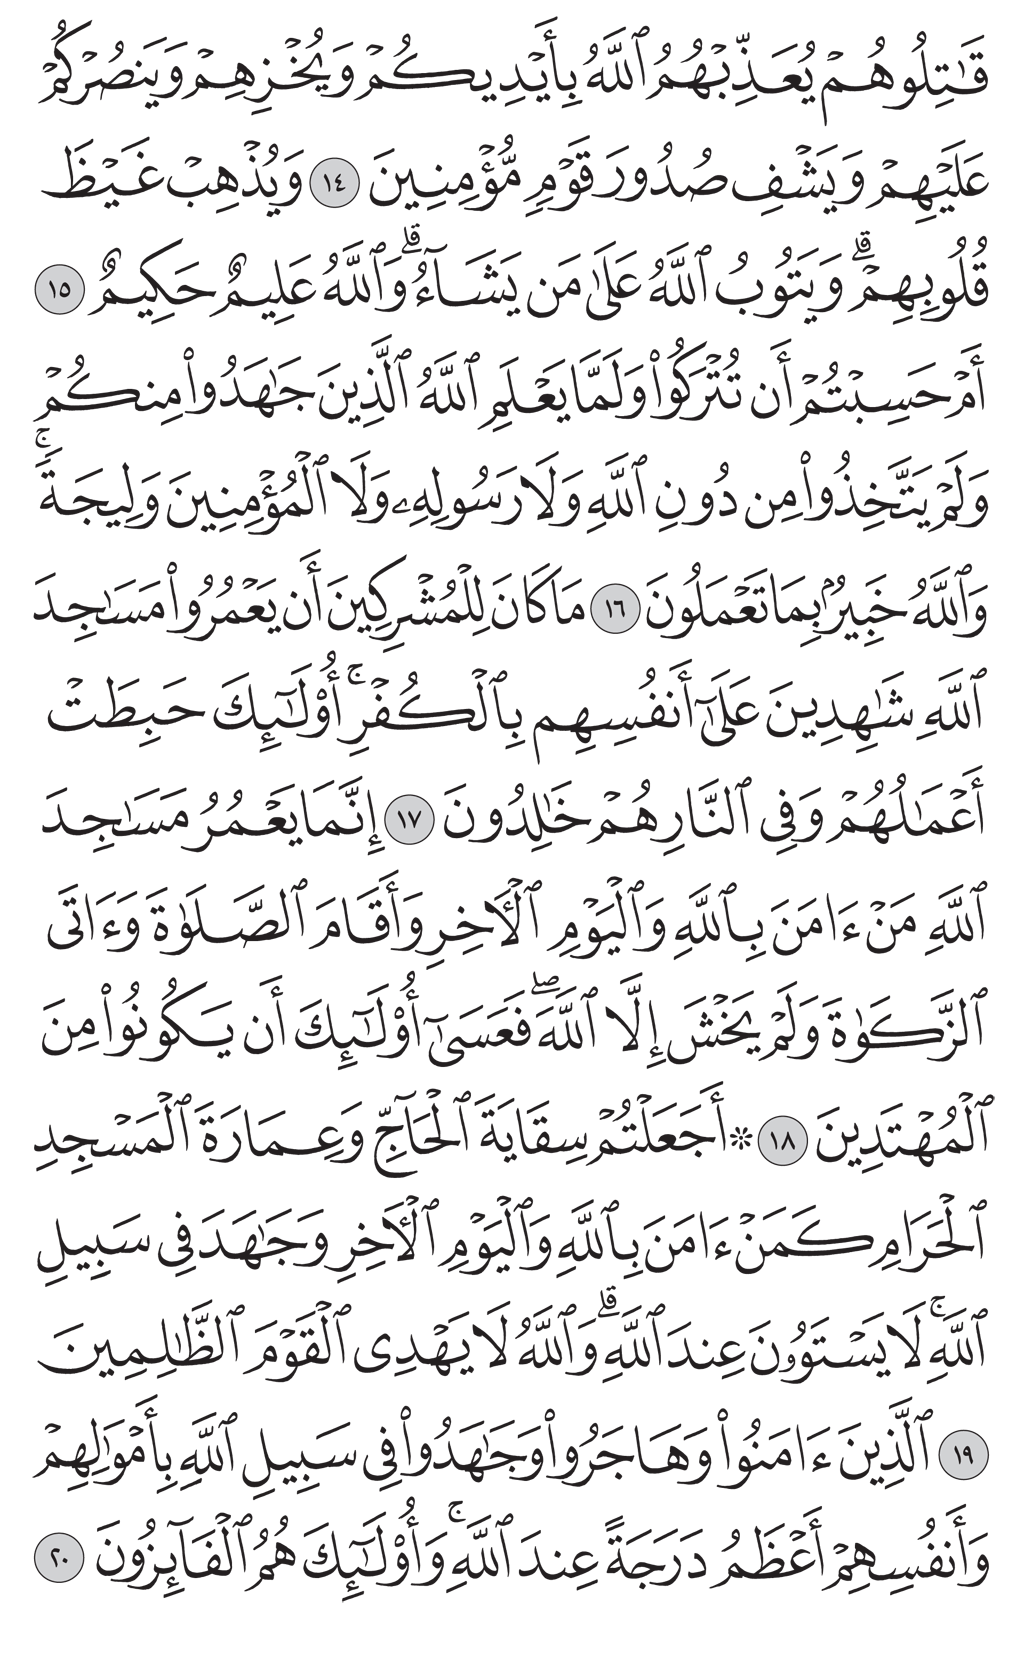 قَٰتِلُوهُمْ يُعَذِّبْهُمُ ٱللَّهُ بِأَيْدِيكُمْ وَيُخْزِهِمْ وَيَنصُرْكُمْ
عَلَيْهِمْ وَيَشْفِ صُدُورَ قَوْمٍ مُّؤْمِنِينَ ١٤ وَيُذْهِبْ غَيْظَ
قُلُوبِهِمْ ۗ وَيَتُوبُ ٱللَّهُ عَلَىٰ مَن يَشَآءُ ۗ وَٱللَّهُ عَلِيمٌ حَكِيمٌ ١٥
أَمْ حَسِبْتُمْ أَن تُتْرَكُوا۟ وَلَمَّا يَعْلَمِ ٱللَّهُ ٱلَّذِينَ جَٰهَدُوا۟ مِنكُمْ
وَلَمْ يَتَّخِذُوا۟ مِن دُونِ ٱللَّهِ وَلَا رَسُولِهِۦ وَلَا ٱلْمُؤْمِنِينَ وَلِيجَةً ۚ
وَٱللَّهُ خَبِيرٌۢ بِمَا تَعْمَلُونَ ١٦ مَا كَانَ لِلْمُشْرِكِينَ أَن يَعْمُرُوا۟ مَسَٰجِدَ
ٱللَّهِ شَٰهِدِينَ عَلَىٰٓ أَنفُسِهِم بِٱلْكُفْرِ ۚ أُو۟لَٰٓئِكَ حَبِطَتْ
أَعْمَٰلُهُمْ وَفِى ٱلنَّارِ هُمْ خَٰلِدُونَ ١٧ إِنَّمَا يَعْمُرُ مَسَٰجِدَ
ٱللَّهِ مَنْ ءَامَنَ بِٱللَّهِ وَٱلْيَوْمِ ٱلْءَاخِرِ وَأَقَامَ ٱلصَّلَوٰةَ وَءَاتَى
ٱلزَّكَوٰةَ وَلَمْ يَخْشَ إِلَّا ٱللَّهَ ۖ فَعَسَىٰٓ أُو۟لَٰٓئِكَ أَن يَكُونُوا۟ مِنَ
ٱلْمُهْتَدِينَ ١٨ ۞ أَجَعَلْتُمْ سِقَايَةَ ٱلْحَآجِّ وَعِمَارَةَ ٱلْمَسْجِدِ
ٱلْحَرَامِ كَمَنْ ءَامَنَ بِٱللَّهِ وَٱلْيَوْمِ ٱلْءَاخِرِ وَجَٰهَدَ فِى سَبِيلِ
ٱللَّهِ ۚ لَا يَسْتَوُۥنَ عِندَ ٱللَّهِ ۗ وَٱللَّهُ لَا يَهْدِى ٱلْقَوْمَ ٱلظَّٰلِمِينَ
١٩ ٱلَّذِينَ ءَامَنُوا۟ وَهَاجَرُوا۟ وَجَٰهَدُوا۟ فِى سَبِيلِ ٱللَّهِ بِأَمْوَٰلِهِمْ
وَأَنفُسِهِمْ أَعْظَمُ دَرَجَةً عِندَ ٱللَّهِ ۚ وَأُو۟لَٰٓئِكَ هُمُ ٱلْفَآئِزُونَ ٢٠